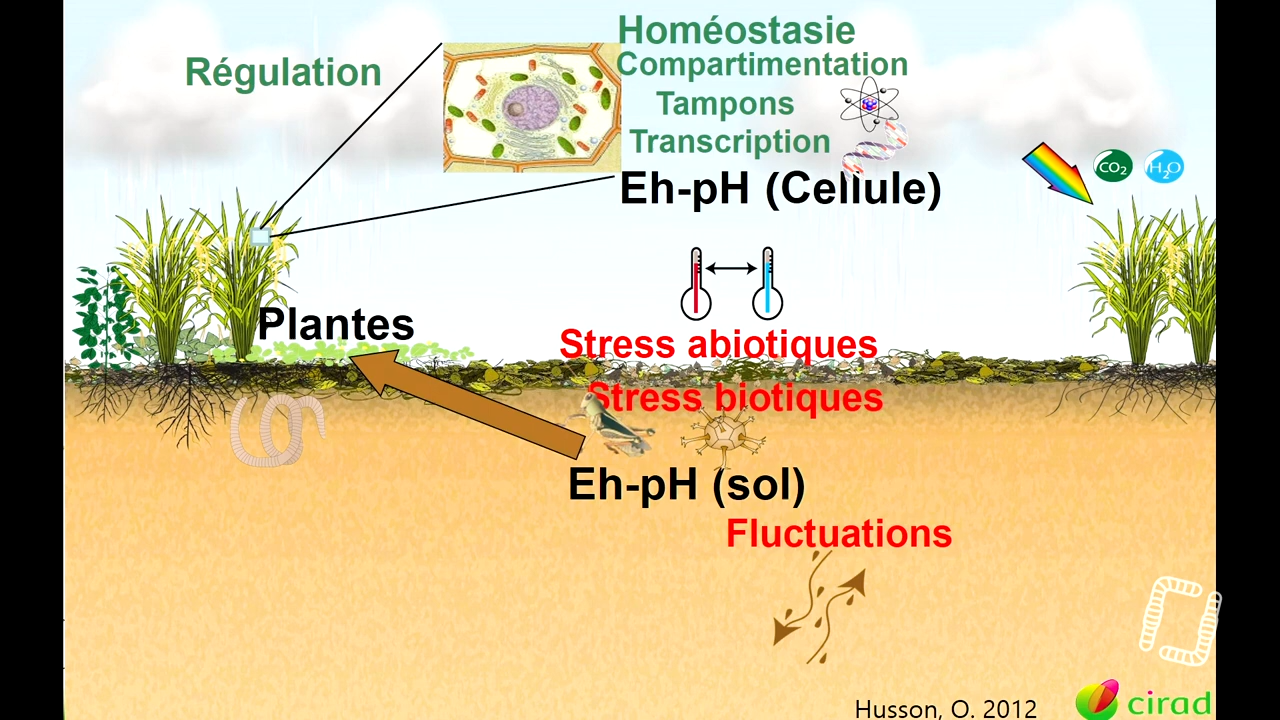 Homéostasie
Régulation
Compartimentation
Tampons
Transcription
CO2
H2O
Eh-pH (Cellule)
Plantes
Stress abiotiques
Stress biotiques
Eh-pH (sol)
Fluctuations
Husson, O. 2012
cirad